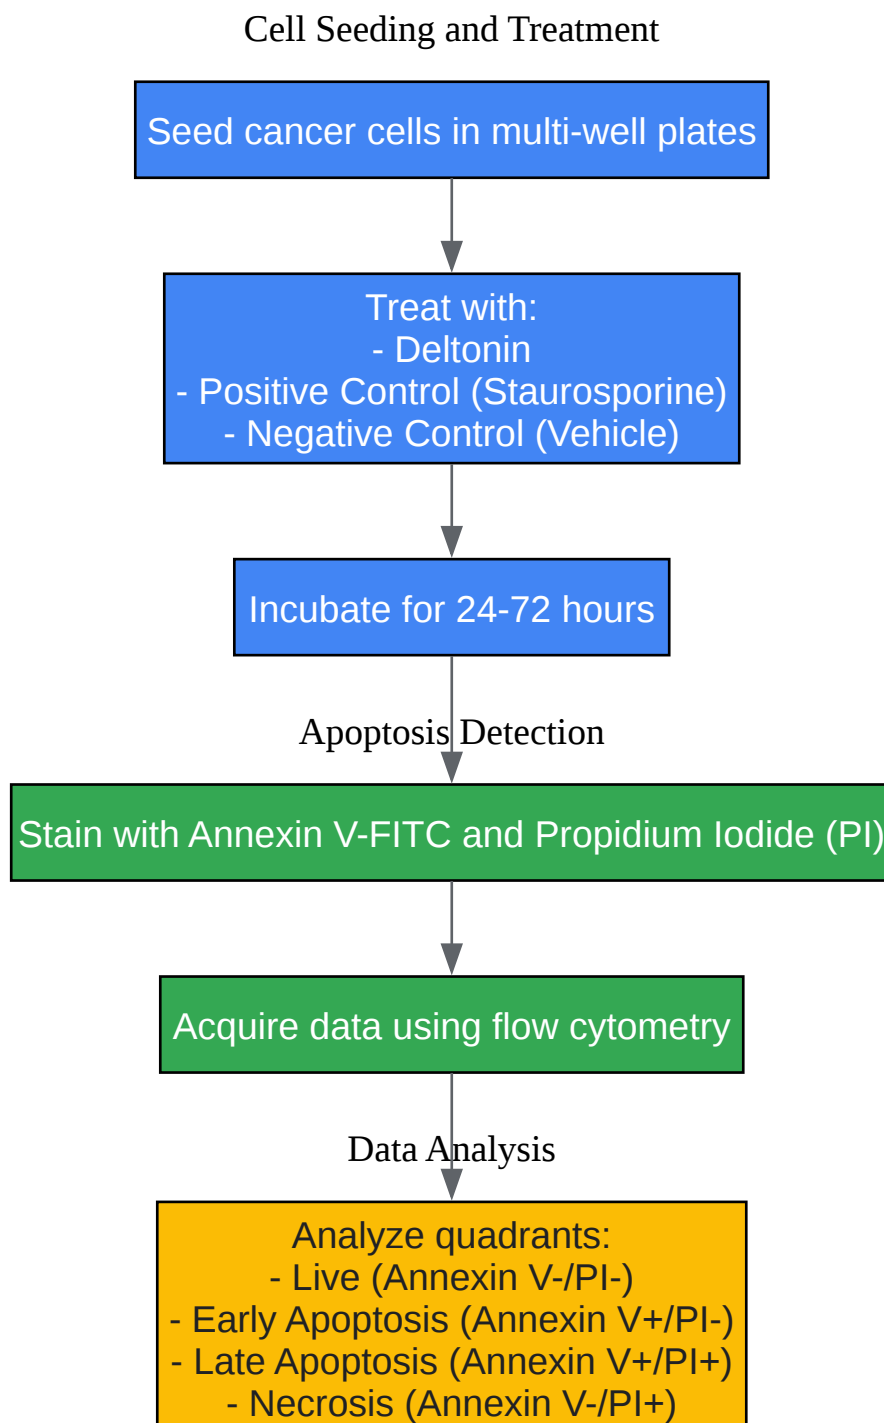 Cell Seeding and Treatment
Seed cancer cells in multi-well plates
Treat with:
- Deltonin
- Positive Control (Staurosporine)
- Negative Control (Vehicle)
Incubate for 24-72 hours
Apoptosis Detection
Stain with Annexin V-FITC and Propidium Iodide (PI)
Acquire data using flow cytometry
Data Analysis
Analyze quadrants:
- Live (Annexin V-/PI-)
- Early Apoptosis (Annexin V+/PI-)
- Late Apoptosis (Annexin V+/PI+)
- Necrosis (Annexin V-/PI+)